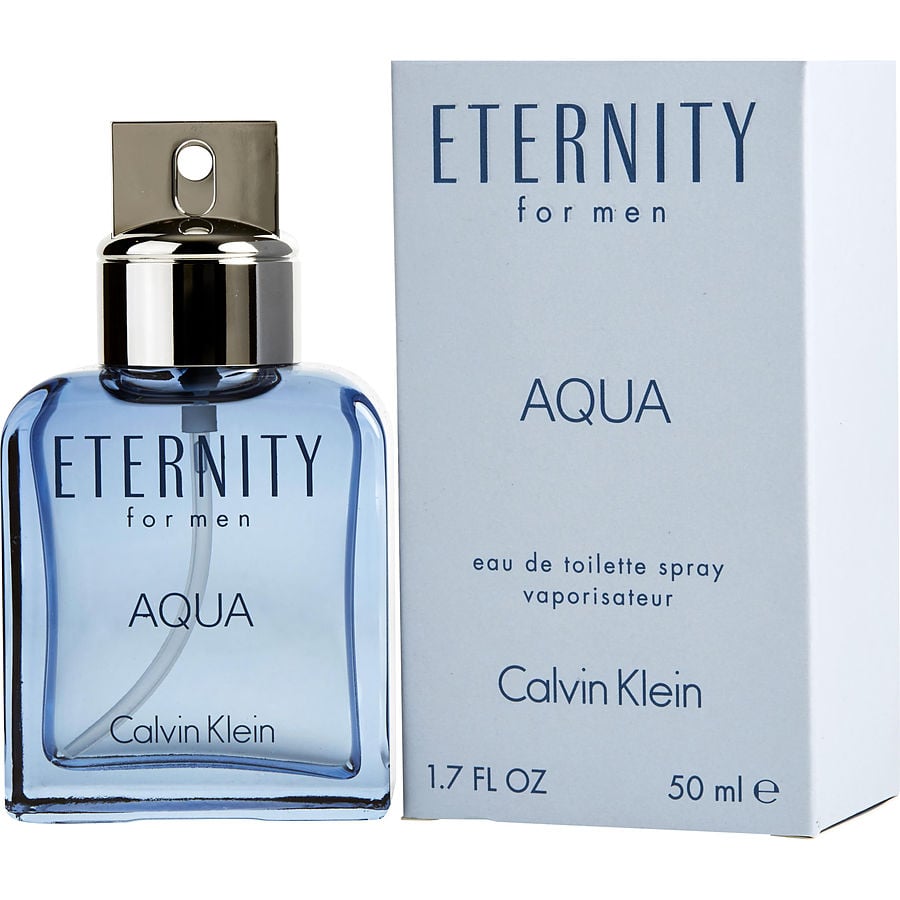 ETERNITY
for men
AQUA
Calvin Klein
ETERNITY
for men
AQUA
eau de toilette spray
vaporisateur
Calvin Klein
1.7 FL OZ 50 ml ℮